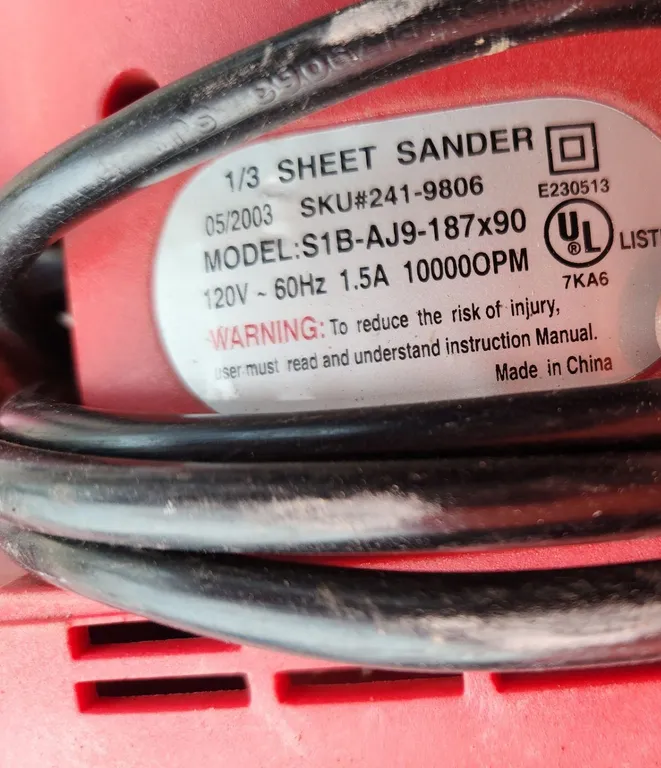 1/3 SHEET SANDER
05/2003 SKU#241-9806
E230513
MODEL:S1B-AJ9-187x90
UL
®
LIST
120V ~ 60Hz 1.5A 10000OPM
7KA6
WARNING: To reduce the risk of injury,
user must read and understand instruction Manual.
Made in China